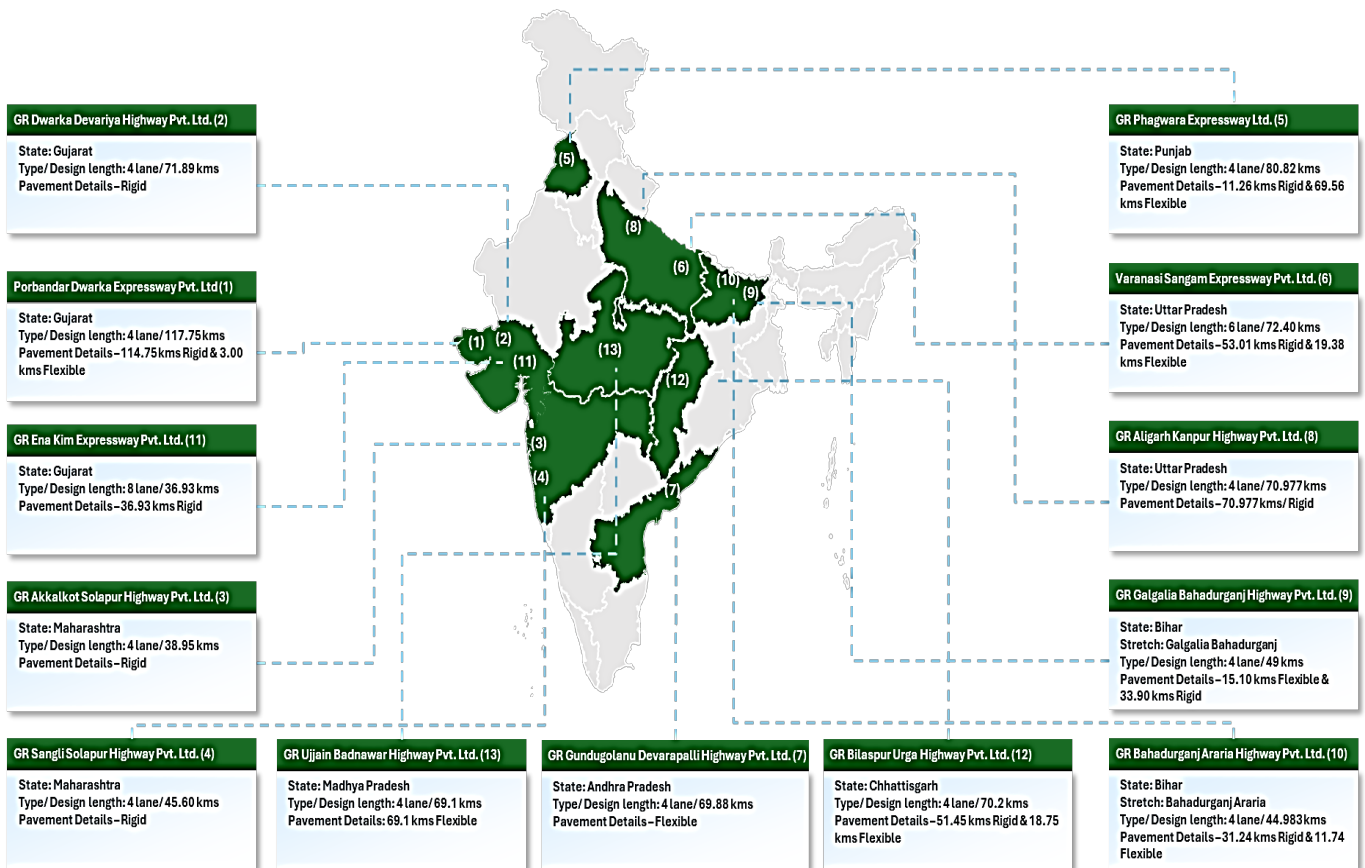 GR Dwarka Devariya Highway Pvt. Ltd. (2)
State: Gujarat
Type/ Design length: 4 lane/ 71.89 kms
Pavement Details – Rigid
Porbandar Dwarka Expressway Pvt. Ltd (1)
State: Gujarat
Type/ Design length: 4 lane/ 117.75 kms
Pavement Details – 114.75 kms Rigid & 3.00
kms Flexible
GR Ena Kim Expressway Pvt. Ltd. (11)
State: Gujarat
Type/ Design length: 8 lane/ 36.93 kms
Pavement Details – 36.93 kms Rigid
GR Akkalkot Solapur Highway Pvt. Ltd. (3)
State: Maharashtra
Type/ Design length: 4 lane/ 38.95 kms
Pavement Details – Rigid
(5)
(8)
(6)
(10)
(9)
(1)
(2)
(11)
(13)
(12)
(3)
(4)
(7)
GR Phagwara Expressway Ltd. (5)
State: Punjab
Type/ Design length: 4 lane/ 80.82 kms
Pavement Details – 11.26 kms Rigid & 69.56
kms Flexible
Varanasi Sangam Expressway Pvt. Ltd. (6)
State: Uttar Pradesh
Type/ Design length: 6 lane/ 72.40 kms
Pavement Details – 53.01 kms Rigid & 19.38
kms Flexible
GR Aligarh Kanpur Highway Pvt. Ltd. (8)
State: Uttar Pradesh
Type/ Design length: 4 lane/ 70.977 kms
Pavement Details – 70.977 kms/ Rigid
GR Galgalia Bahadurganj Highway Pvt. Ltd. (9)
State: Bihar
Stretch: Galgalia Bahadurganj
Type/ Design length: 4 lane/ 49 kms
Pavement Details – 15.10 kms Flexible &
33.90 kms Rigid
GR Sangli Solapur Highway Pvt. Ltd. (4)
State: Maharashtra
Type/ Design length: 4 lane/ 45.60 kms
Pavement Details – Rigid
GR Ujjain Badnawar Highway Pvt. Ltd. (13)
State: Madhya Pradesh
Type/ Design length: 4 lane/ 69.1 kms
Pavement Details: 69.1 kms Flexible
GR Gundugolanu Devarapalli Highway Pvt. Ltd. (7)
State: Andhra Pradesh
Type/ Design length: 4 lane/ 69.88 kms
Pavement Details – Flexible
GR Bilaspur Urga Highway Pvt. Ltd. (12)
State: Chhattisgarh
Type/ Design length: 4 lane/ 70.2 kms
Pavement Details – 51.45 kms Rigid & 18.75
kms Flexible
GR Bahadurganj Araria Highway Pvt. Ltd. (10)
State: Bihar
Stretch: Bahadurganj Araria
Type/ Design length: 4 lane/ 44.983 kms
Pavement Details – 31.24 kms Rigid & 11.74
Flexible